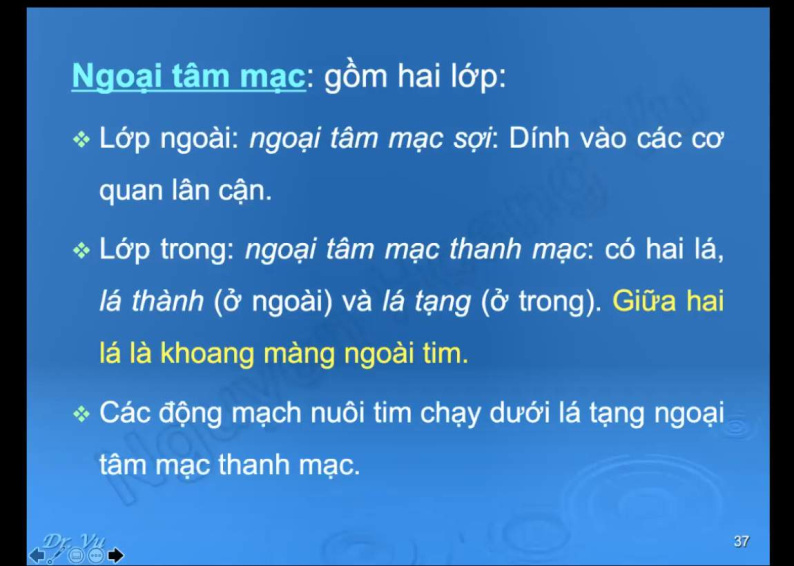 Ngoại tâm mạc: gồm hai lớp:
❖ Lớp ngoài: ngoại tâm mạc sợi: Dính vào các cơ
quan lân cận.
❖ Lớp trong: ngoại tâm mạc thanh mạc: có hai lá,
lá thành (ở ngoài) và lá tạng (ở trong). Giữa hai
lá là khoang màng ngoài tim.
❖ Các động mạch nuôi tim chạy dưới lá tạng ngoại
tâm mạc thanh mạc.
Dr. Vu
37